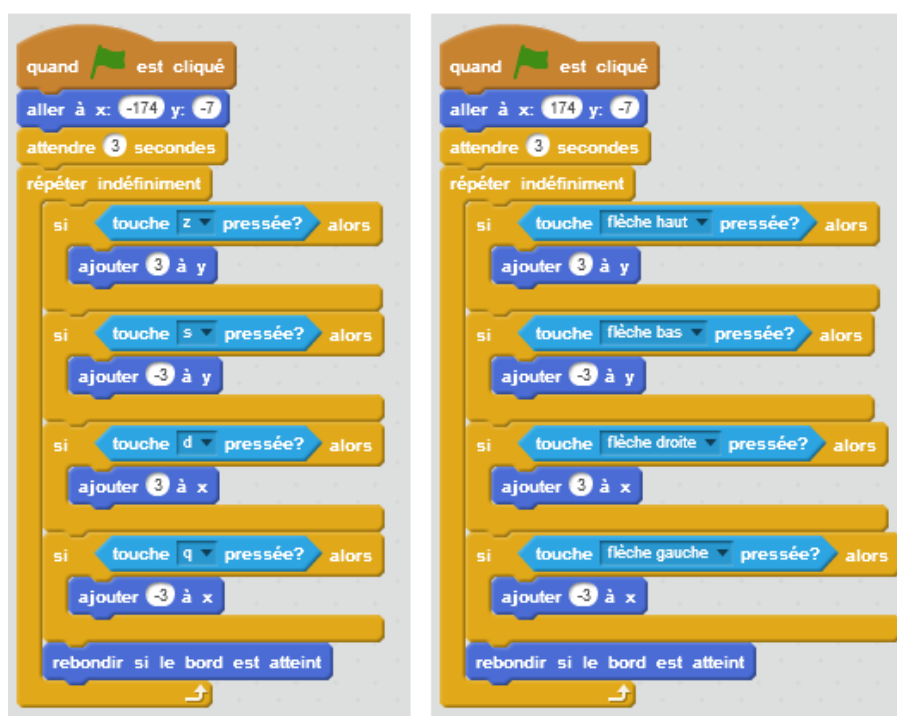 quand est cliqué
aller à x: -174 y: -7
attendre 3 secondes
répéter indéfiniment
si touche z pressée? alors
ajouter 3 à y
si touche s pressée? alors
ajouter -3 à y
si touche d pressée? alors
ajouter 3 à x
si touche q pressée? alors
ajouter -3 à x
rebondir si le bord est atteint
quand est cliqué
aller à x: 174 y: -7
attendre 3 secondes
répéter indéfiniment
si touche flèche haut pressée? alors
ajouter 3 à y
si touche flèche bas pressée? alors
ajouter -3 à y
si touche flèche droite pressée? alors
ajouter 3 à x
si touche flèche gauche pressée? alors
ajouter -3 à x
rebondir si le bord est atteint